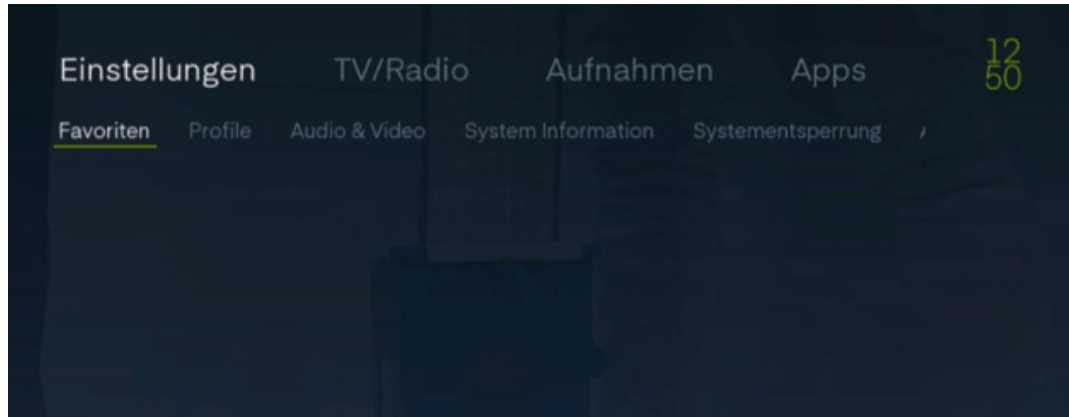 Einstellungen TV/Radio Aufnahmen Apps
12
50
Favoriten Profile Audio & Video System Information Systementsperrung